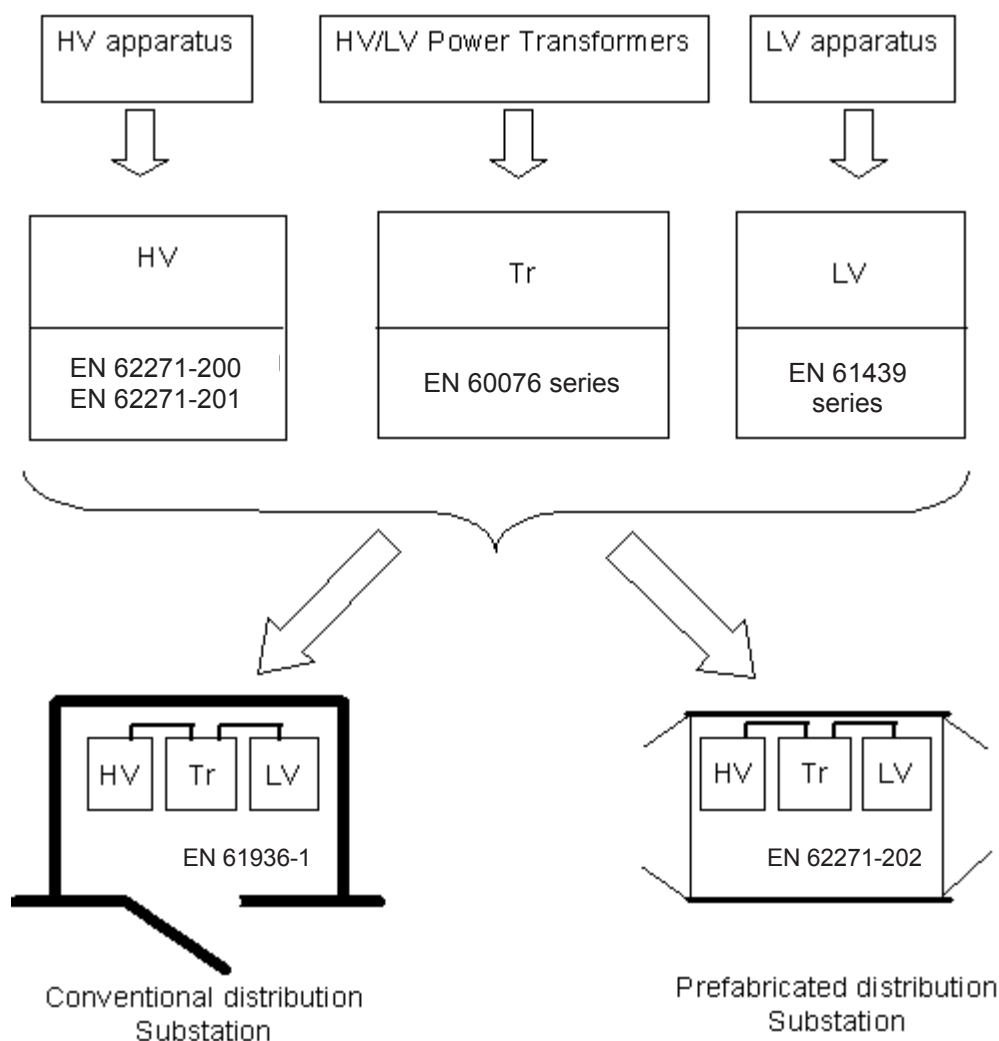 HV apparatus
HV/LV Power Transformers
LV apparatus
HV
Tr
LV
EN 62271-200
EN 62271-201
EN 60076 series
EN 61439
series
HV
Tr
LV
EN 61936-1
HV
Tr
LV
EN 62271-202
Conventional distribution
Substation
Prefabricated distribution
Substation